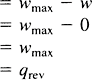 = w_max − w
= w_max − 0
= w_max
= q_rev